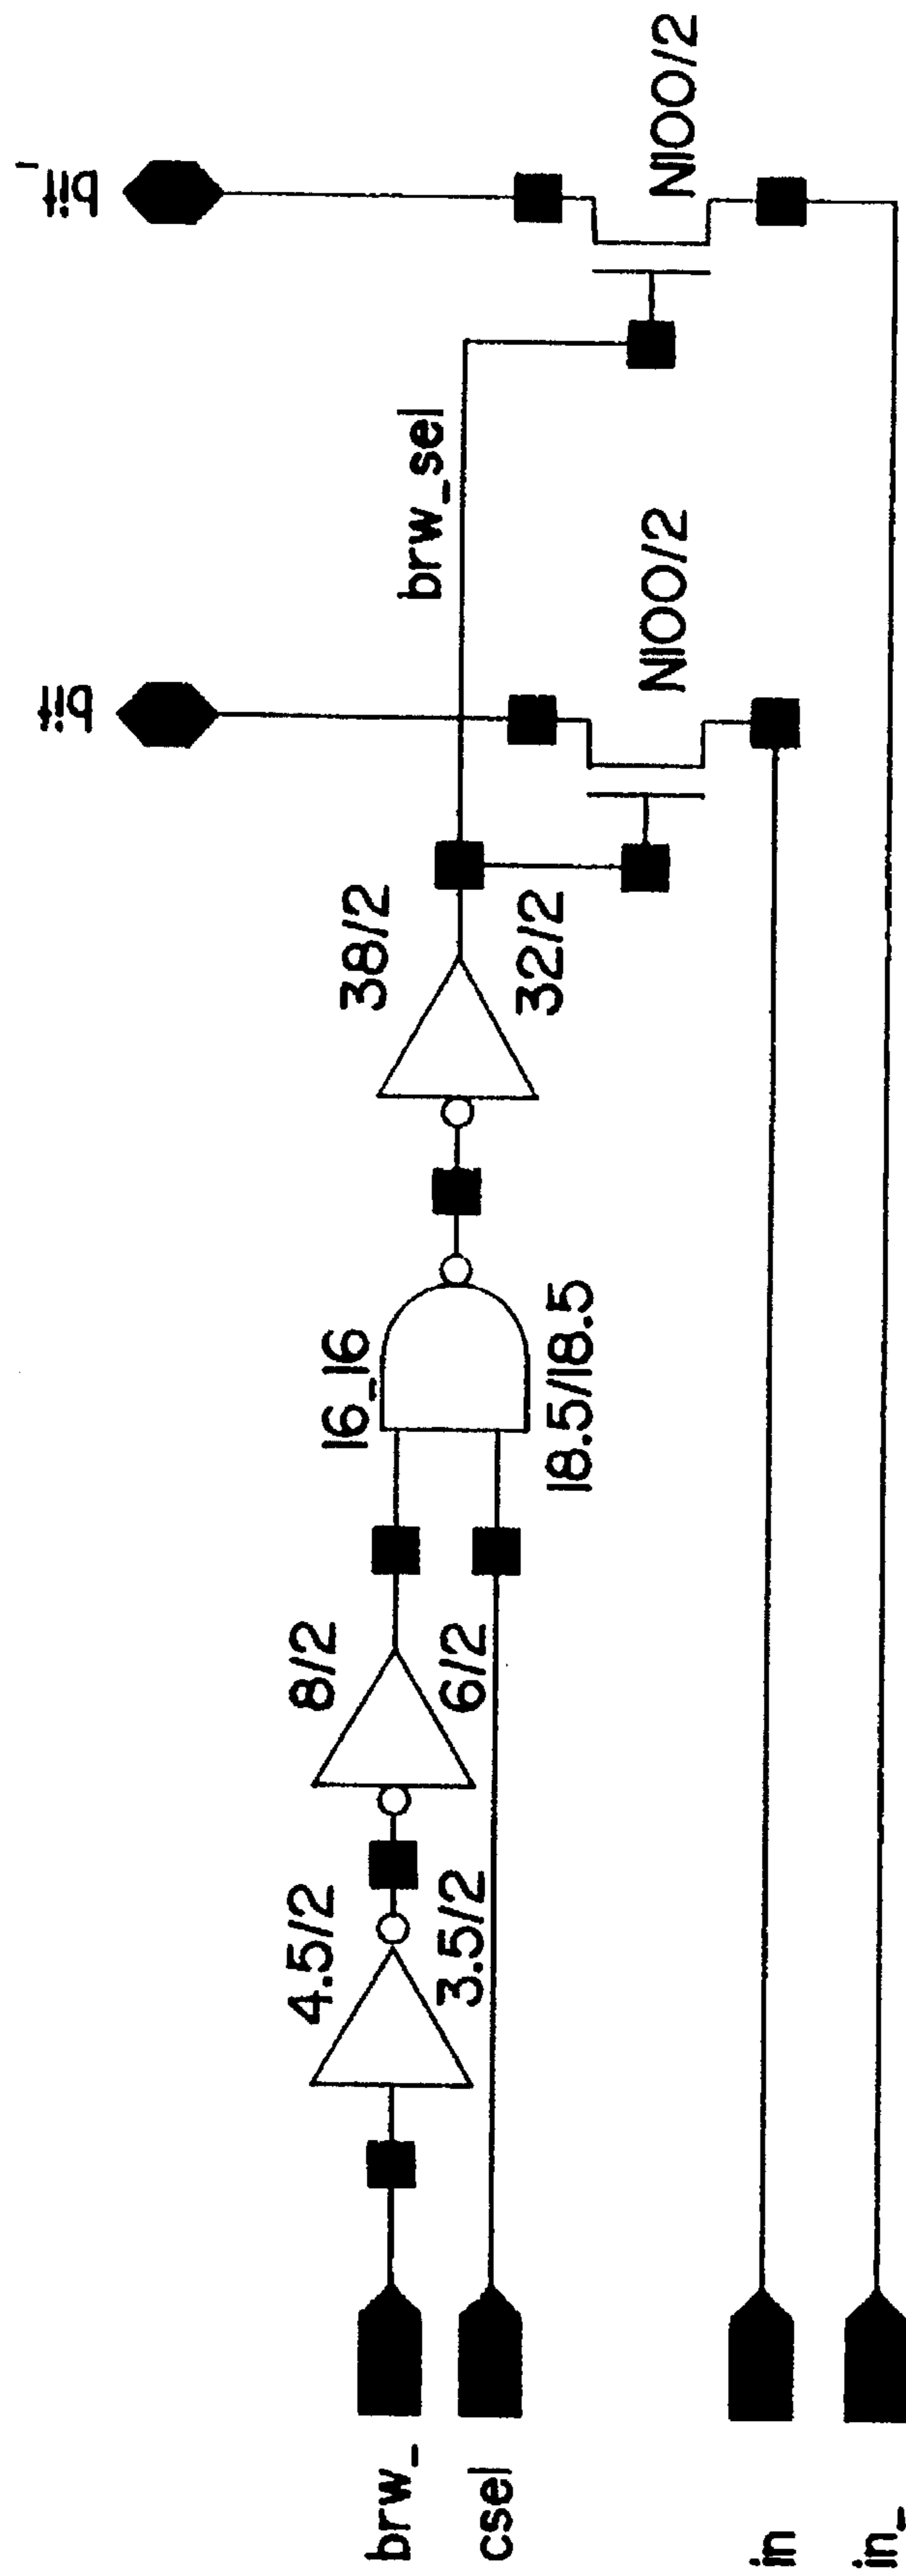 brw_
csel
in
in_
4.5/2
3.5/2
8/2
6/2
16_16
18.5/18.5
38/2
32/2
brw_sel
bit
bit_
N100/2
N100/2